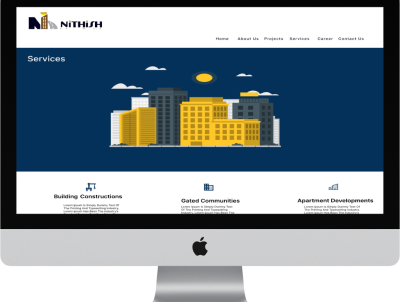 NiTHiSH
Home About Us Projects Services Career Contact Us
Services
Building Constructions
Lorem Ipsum Is Simply Dummy Text Of
The Printing And Typesetting Industry.
Lorem Ipsum Has Been The Industry's
Gated Communities
Lorem Ipsum Is Simply Dummy Text Of
The Printing And Typesetting
Industry. Lorem Ipsum Has Been The
Apartment Developments
Lorem Ipsum Is Simply Dummy Text Of
The Printing And Typesetting Industry.
Lorem Ipsum Has Been The Industry's